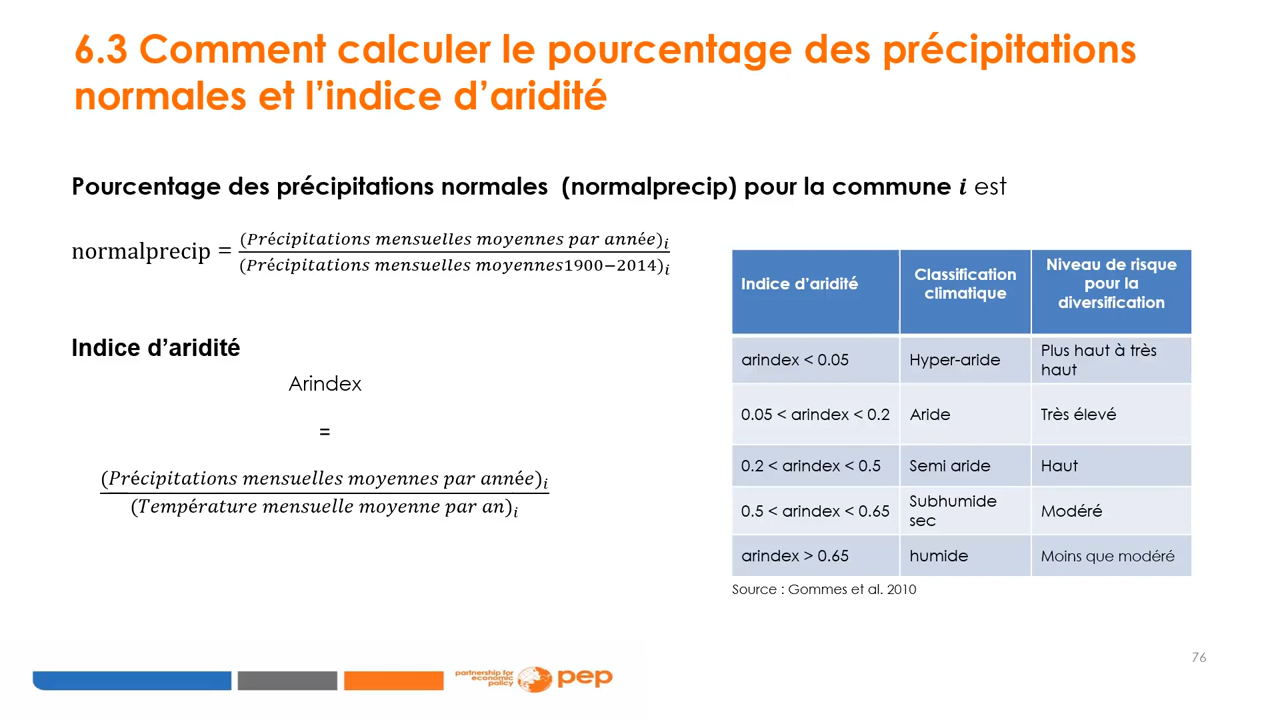 6.3 Comment calculer le pourcentage des précipitations
normales et l’indice d’aridité
Pourcentage des précipitations normales (normalprecip) pour la commune i est
normalprecip = (Précipitations mensuelles moyennes par année)i
(Précipitations mensuelles moyennes1900−2014)i
Indice d’aridité
Arindex
=
(Précipitations mensuelles moyennes par année)i
(Température mensuelle moyenne par an)i
Indice d’aridité Classification climatique Niveau de risque pour la diversification
arindex < 0.05 Hyper-aride Plus haut à très haut
0.05 < arindex < 0.2 Aride Très élevé
0.2 < arindex < 0.5 Semi aride Haut
0.5 < arindex < 0.65 Subhumide sec Modéré
arindex > 0.65 humide Moins que modéré
Source : Gommes et al. 2010
76
partnership for
economic
policy
pep